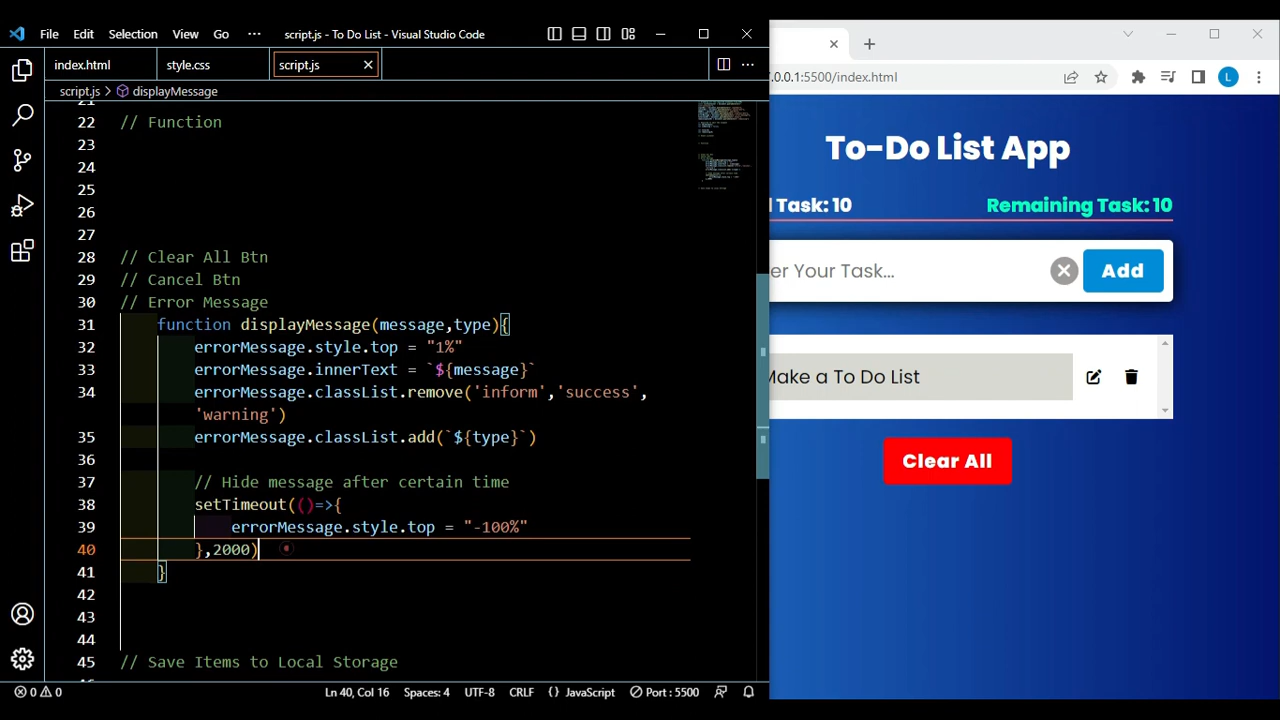 File Edit Selection View Go ··· script.js - To Do List - Visual Studio Code
index.html style.css script.js
script.js > displayMessage
21
22 // Function
23
24
25
26
27
28 // Clear All Btn
29 // Cancel Btn
30 // Error Message
31 function displayMessage(message,type){
32 errorMessage.style.top = "1%"
33 errorMessage.innerText = `${message}`
34 errorMessage.classList.remove('inform','success',
'warning')
35 errorMessage.classList.add(`${type}`)
36
37 // Hide message after certain time
38 setTimeout(()=>{
39 errorMessage.style.top = "-100%"
40 },2000)
41 }
42
43
44
45 // Save Items to Local Storage
0 0 Ln 40, Col 16 Spaces: 4 UTF-8 CRLF {} JavaScript Port : 5500
.0.0.1:5500/index.html
L
To-Do List App
Task: 10 Remaining Task: 10
er Your Task... Add
Make a To Do List
Clear All